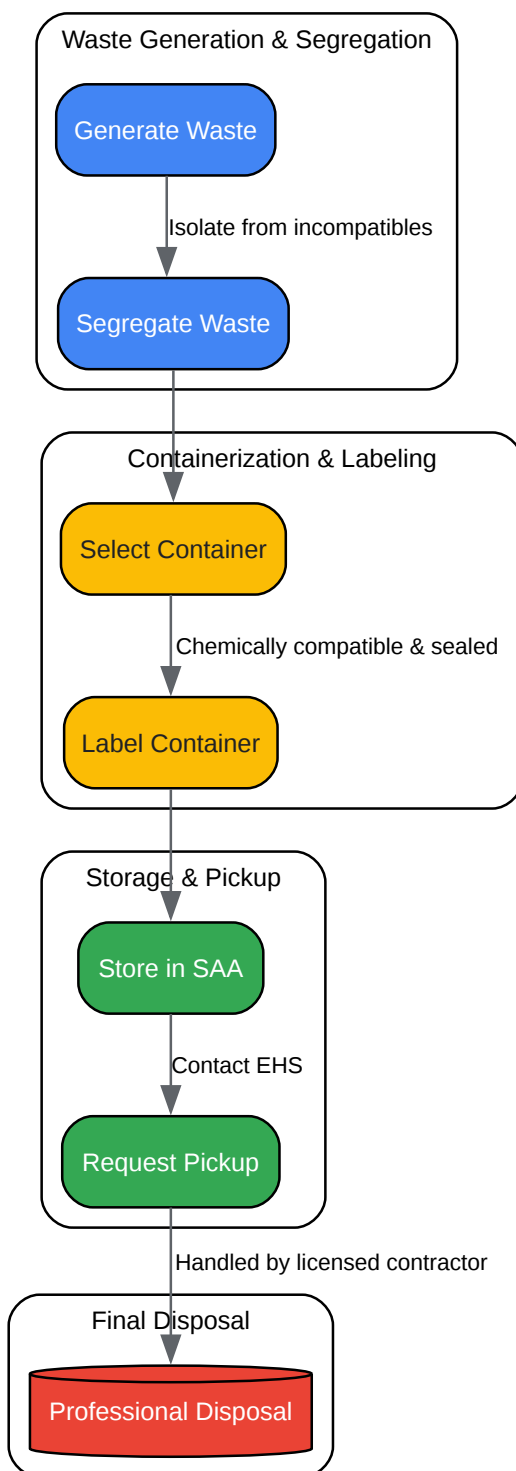 Waste Generation & Segregation
Generate Waste
Isolate from incompatibles
Segregate Waste
Containerization & Labeling
Select Container
Chemically compatible & sealed
Label Container
Storage & Pickup
Store in SAA
Contact EHS
Request Pickup
Handled by licensed contractor
Final Disposal
Professional Disposal